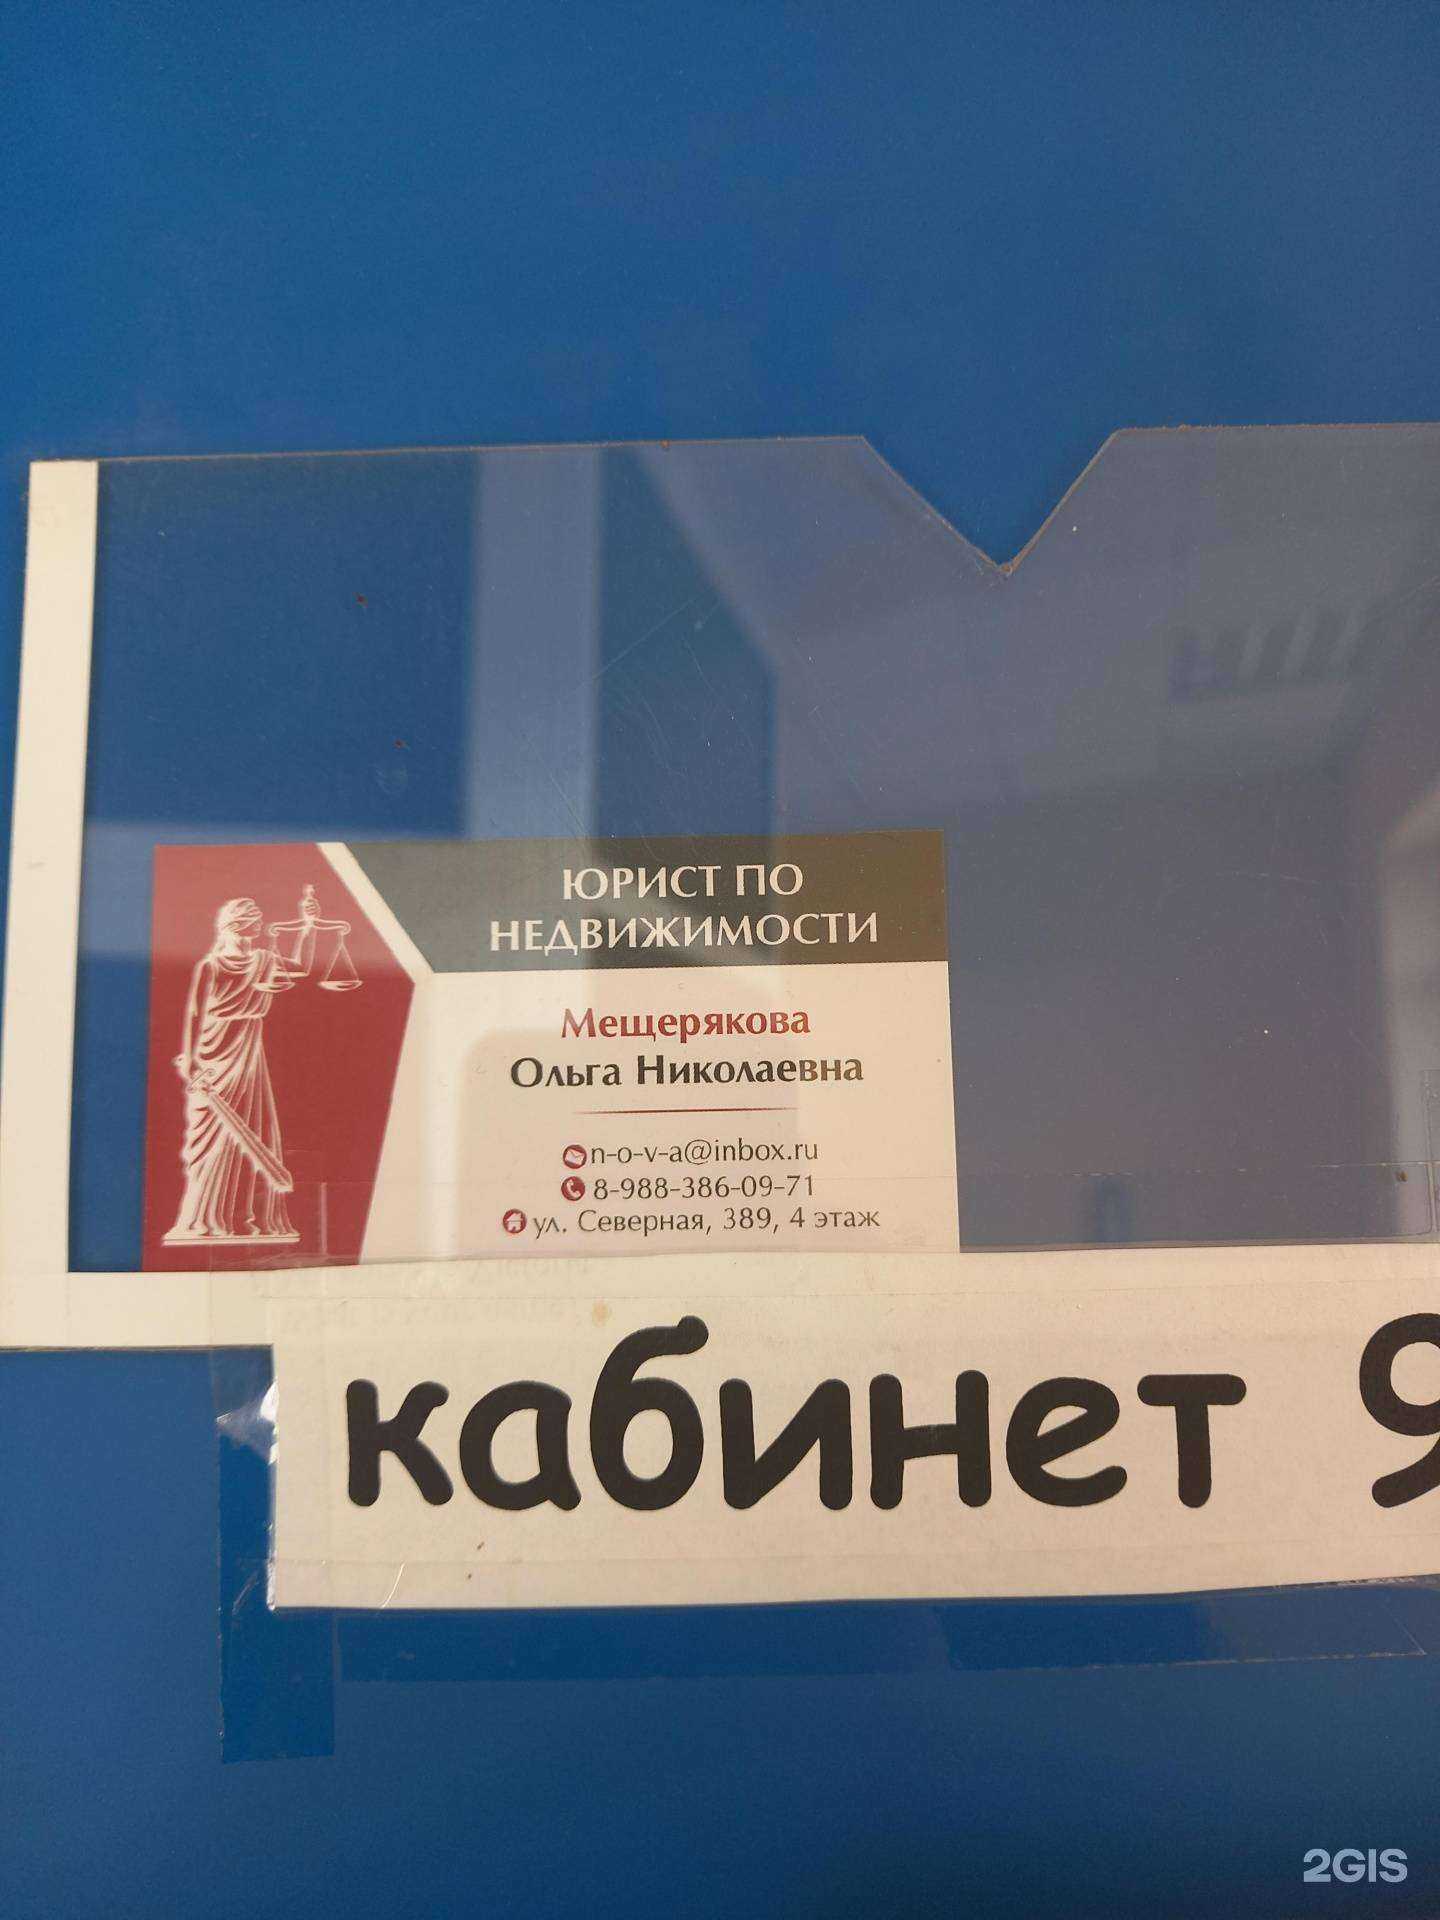 ЮРИСТ ПО
НЕДВИЖИМОСТИ
Мещерякова
Ольга Николаевна
n-o-v-a@inbox.ru
8-988-386-09-71
ул. Северная, 389, 4 этаж
кабинет 9
2GIS